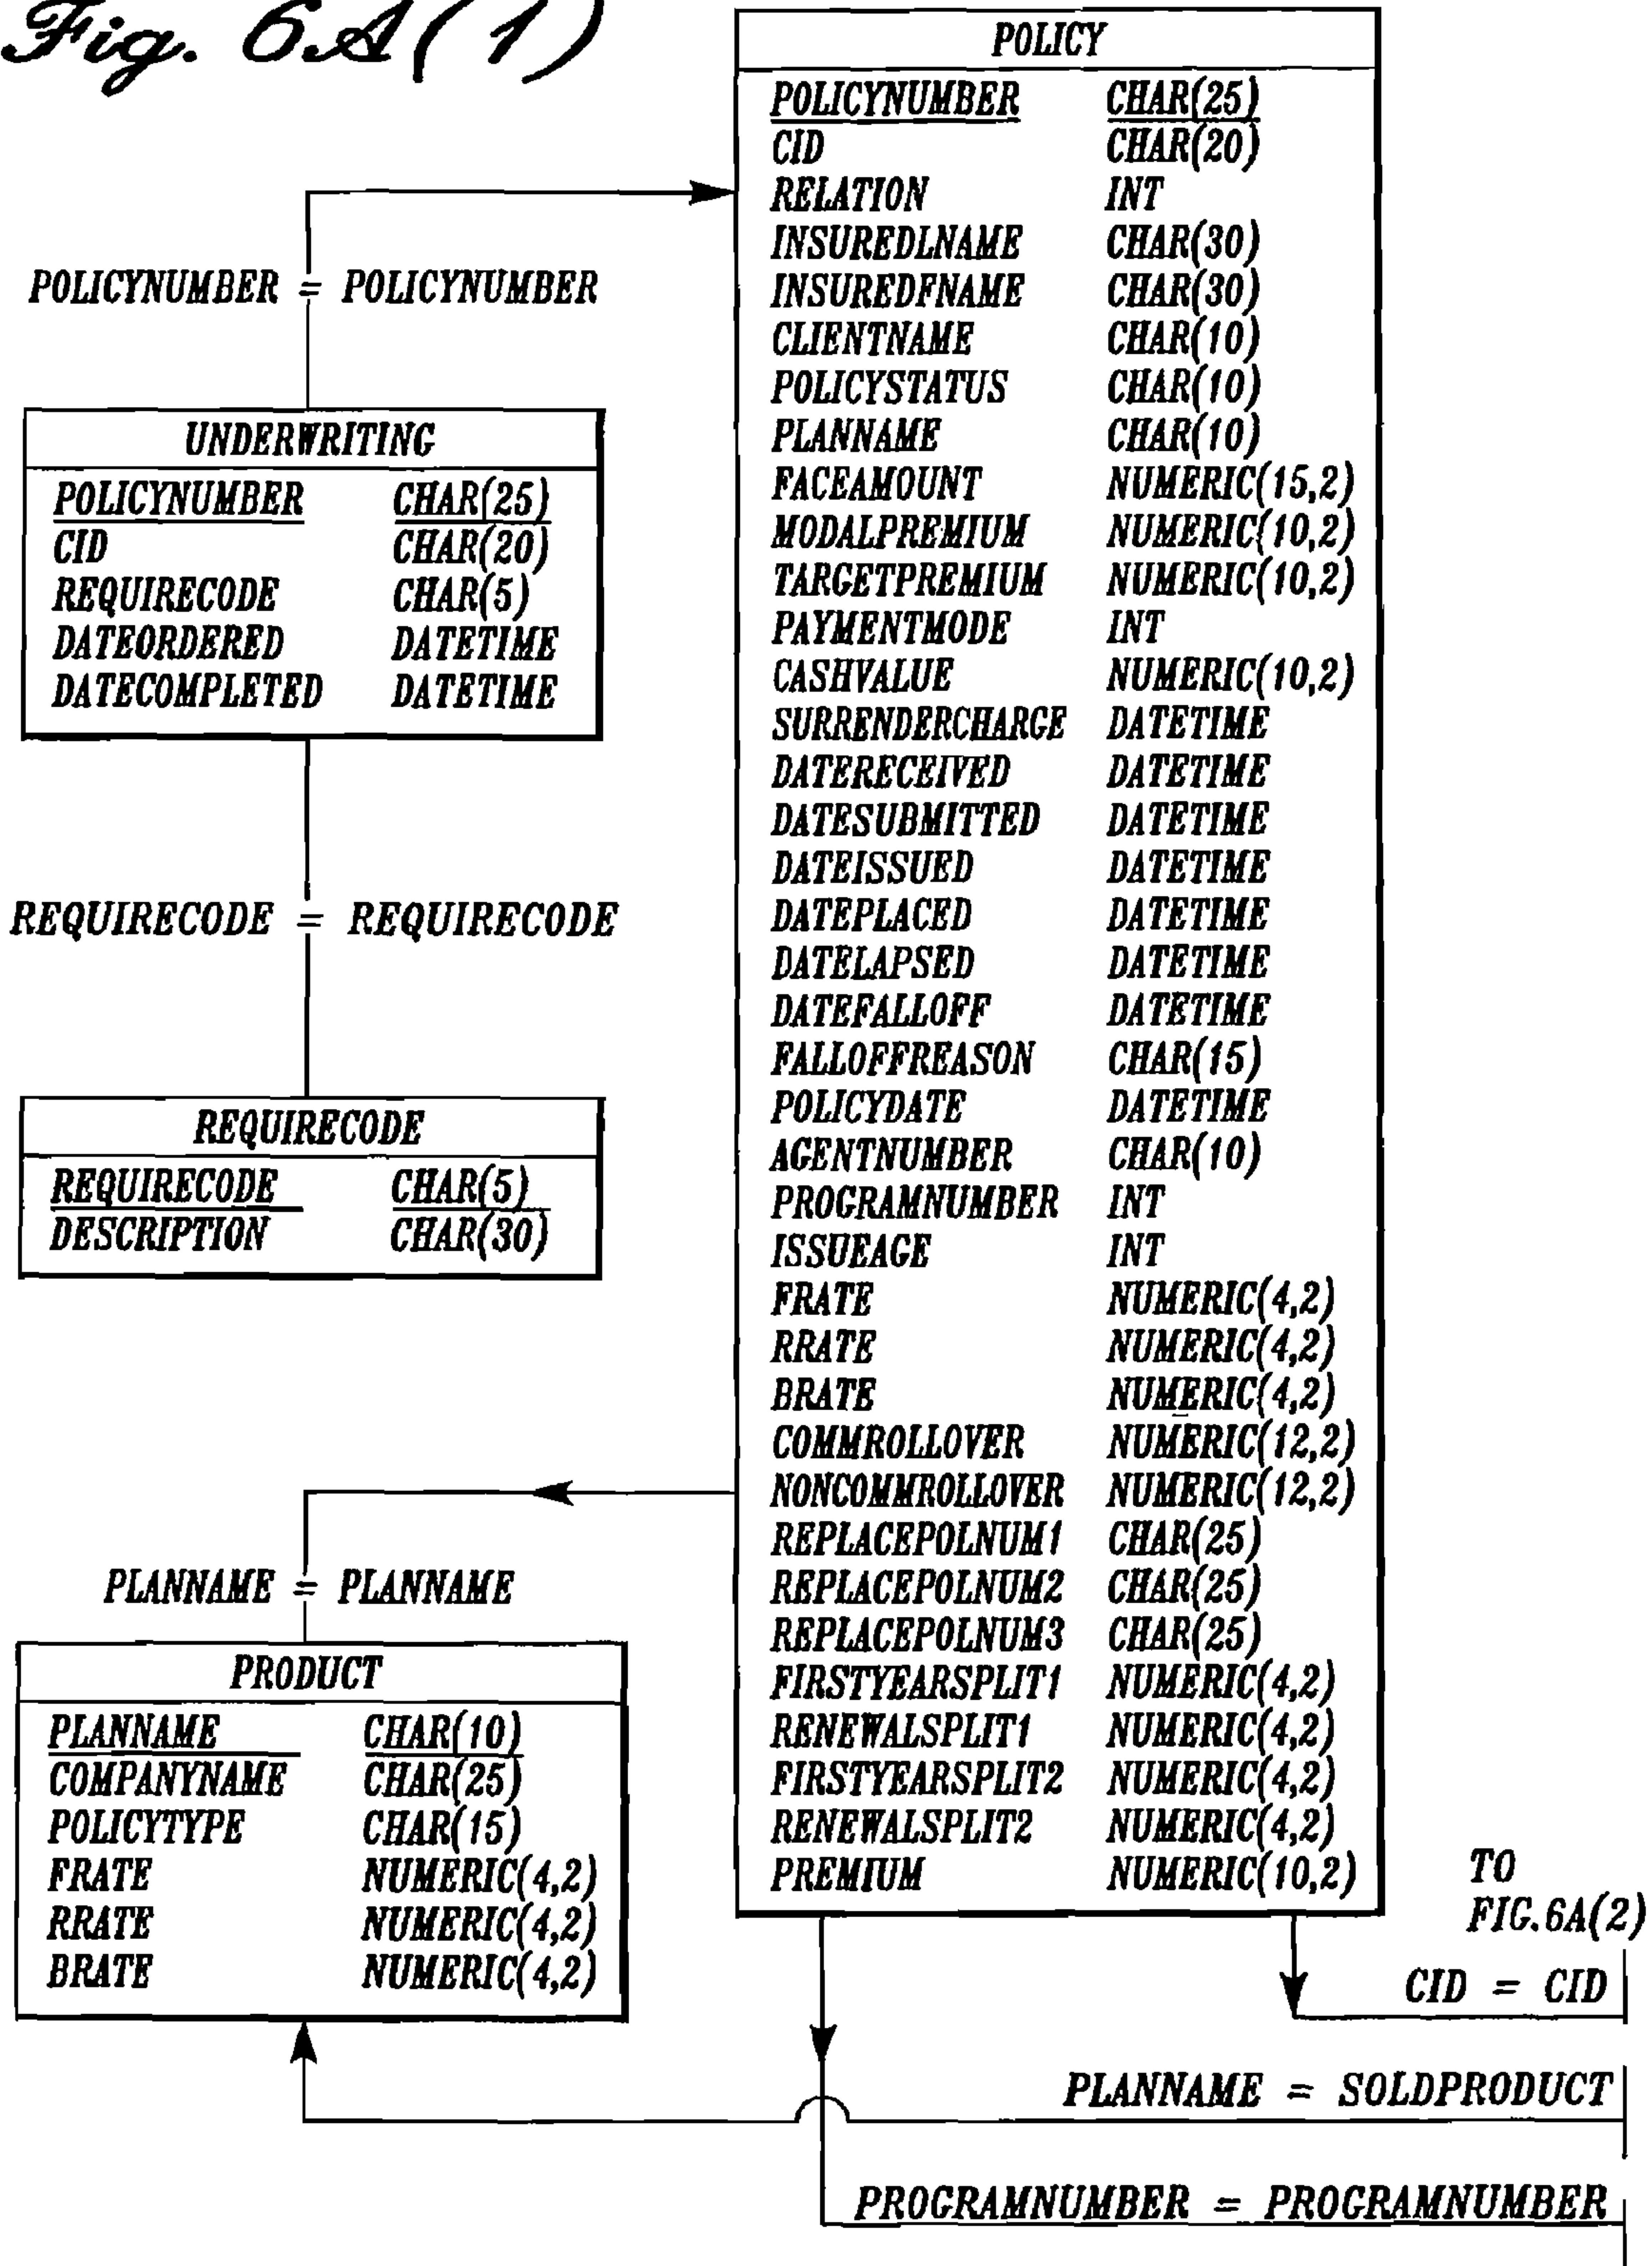 Fig. 6A(1)
POLICY
POLICYNUMBER CHAR(25)
CID CHAR(20)
RELATION INT
INSUREDLNAME CHAR(30)
INSUREDFNAME CHAR(30)
CLIENTNAME CHAR(10)
POLICYSTATUS CHAR(10)
PLANNAME CHAR(10)
FACEAMOUNT NUMERIC(15,2)
MODALPREMIUM NUMERIC(10,2)
TARGETPREMIUM NUMERIC(10,2)
PAYMENTMODE INT
CASHVALUE NUMERIC(10,2)
SURRENDERCHARGE DATETIME
DATERECEIVED DATETIME
DATESUBMITTED DATETIME
DATEISSUED DATETIME
DATEPLACED DATETIME
DATELAPSED DATETIME
DATEFALLOFF DATETIME
FALLOFFREASON CHAR(15)
POLICYDATE DATETIME
AGENTNUMBER CHAR(10)
PROGRAMNUMBER INT
ISSUEAGE INT
FRATE NUMERIC(4,2)
RRATE NUMERIC(4,2)
BRATE NUMERIC(4,2)
COMMROLLOVER NUMERIC(12,2)
NONCOMMROLLOVER NUMERIC(12,2)
REPLACEPOLNUM1 CHAR(25)
REPLACEPOLNUM2 CHAR(25)
REPLACEPOLNUM3 CHAR(25)
FIRSTYEARSPLIT1 NUMERIC(4,2)
RENEWALSPLIT1 NUMERIC(4,2)
FIRSTYEARSPLIT2 NUMERIC(4,2)
RENEWALSPLIT2 NUMERIC(4,2)
PREMIUM NUMERIC(10,2)
POLICYNUMBER = POLICYNUMBER
UNDERWRITING
POLICYNUMBER CHAR(25)
CID CHAR(20)
REQUIRECODE CHAR(5)
DATEORDERED DATETIME
DATECOMPLETED DATETIME
REQUIRECODE = REQUIRECODE
REQUIRECODE
REQUIRECODE CHAR(5)
DESCRIPTION CHAR(30)
PLANNAME = PLANNAME
PRODUCT
PLANNAME CHAR(10)
COMPANYNAME CHAR(25)
POLICYTYPE CHAR(15)
FRATE NUMERIC(4,2)
RRATE NUMERIC(4,2)
BRATE NUMERIC(4,2)
TO
FIG.6A(2)
CID = CID
PLANNAME = SOLDPRODUCT
PROGRAMNUMBER = PROGRAMNUMBER